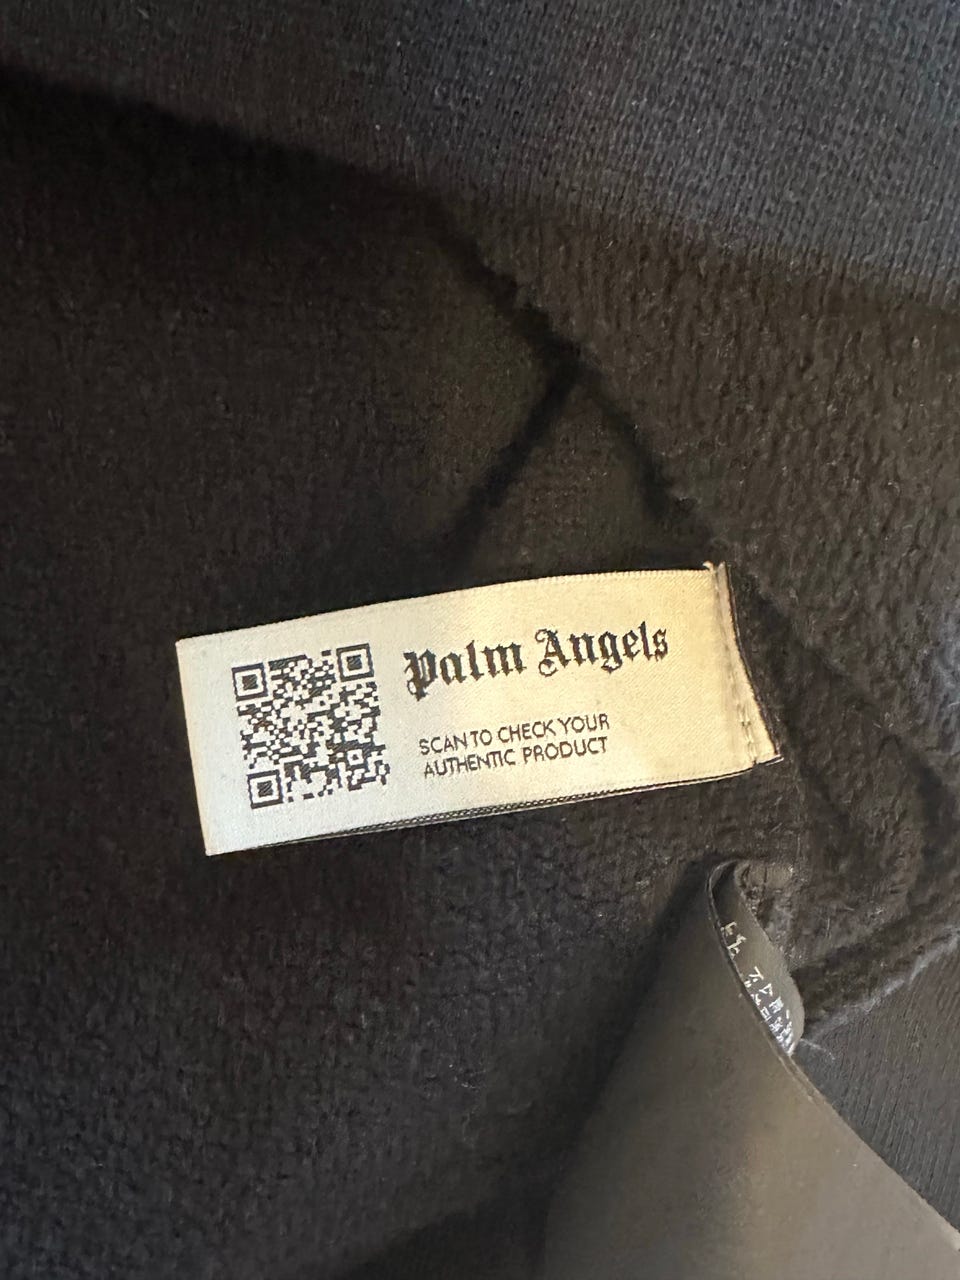 Palm Angels
SCAN TO CHECK YOUR
AUTHENTIC PRODUCT